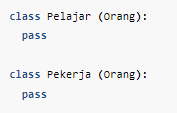 class Pelajar (Orang):
  pass

class Pekerja (Orang):
  pass